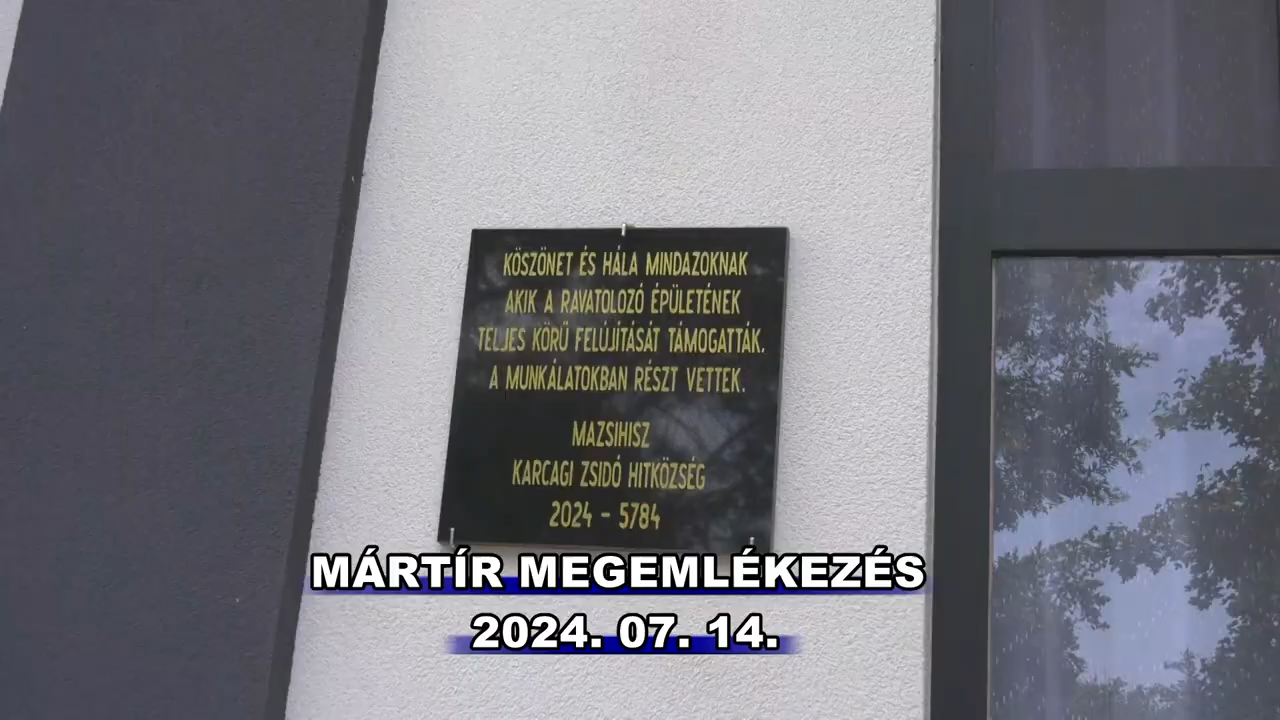 KÖSZÖNET ÉS HÁLA MINDAZOKNAK
AKIK A RAVATOLOZÓ ÉPÜLETÉNEK
TELJES KÖRŰ FELÚJÍTÁSÁT TÁMOGATTÁK.
A MUNKÁLATOKBAN RÉSZT VETTEK.
MAZSIHISZ
KARCAGI ZSIDÓ HITKÖZSÉG
2024 - 5784
MÁRTÍR MEGEMLÉKEZÉS
2024. 07. 14.